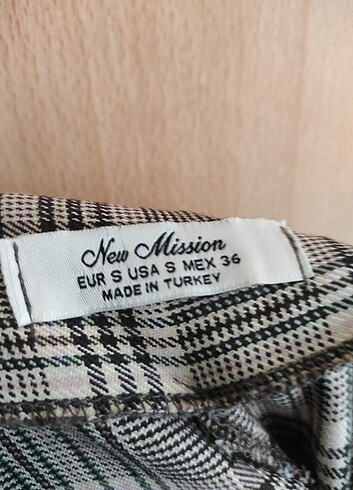 New Mission
EUR S USA S MEX 36
MADE IN TURKEY